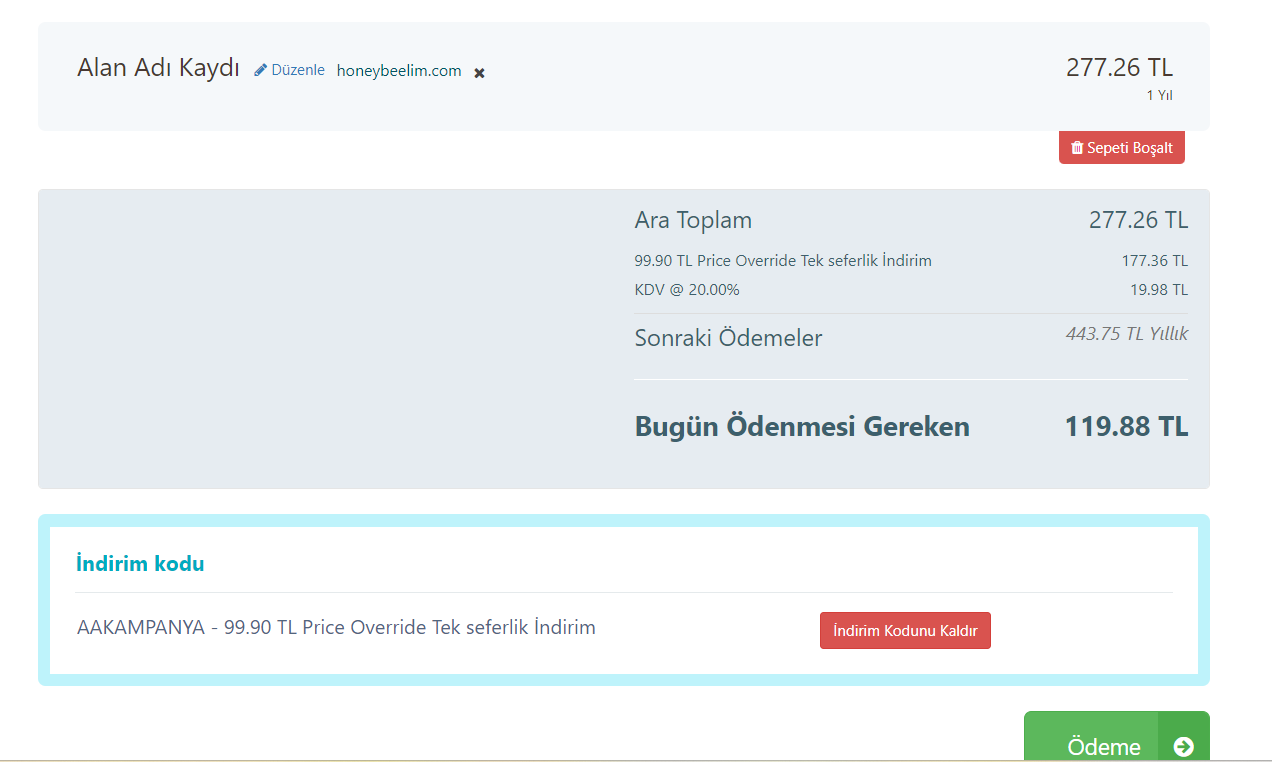 Alan Adı Kaydı Düzenle honeybeelim.com 277.26 TL
1 Yıl
Sepeti Boşalt
Ara Toplam 277.26 TL
99.90 TL Price Override Tek seferlik İndirim 177.36 TL
KDV @ 20.00% 19.98 TL
Sonraki Ödemeler 443.75 TL Yıllık
Bugün Ödenmesi Gereken 119.88 TL
İndirim kodu
AAKAMPANYA - 99.90 TL Price Override Tek seferlik İndirim İndirim Kodunu Kaldır
Ödeme